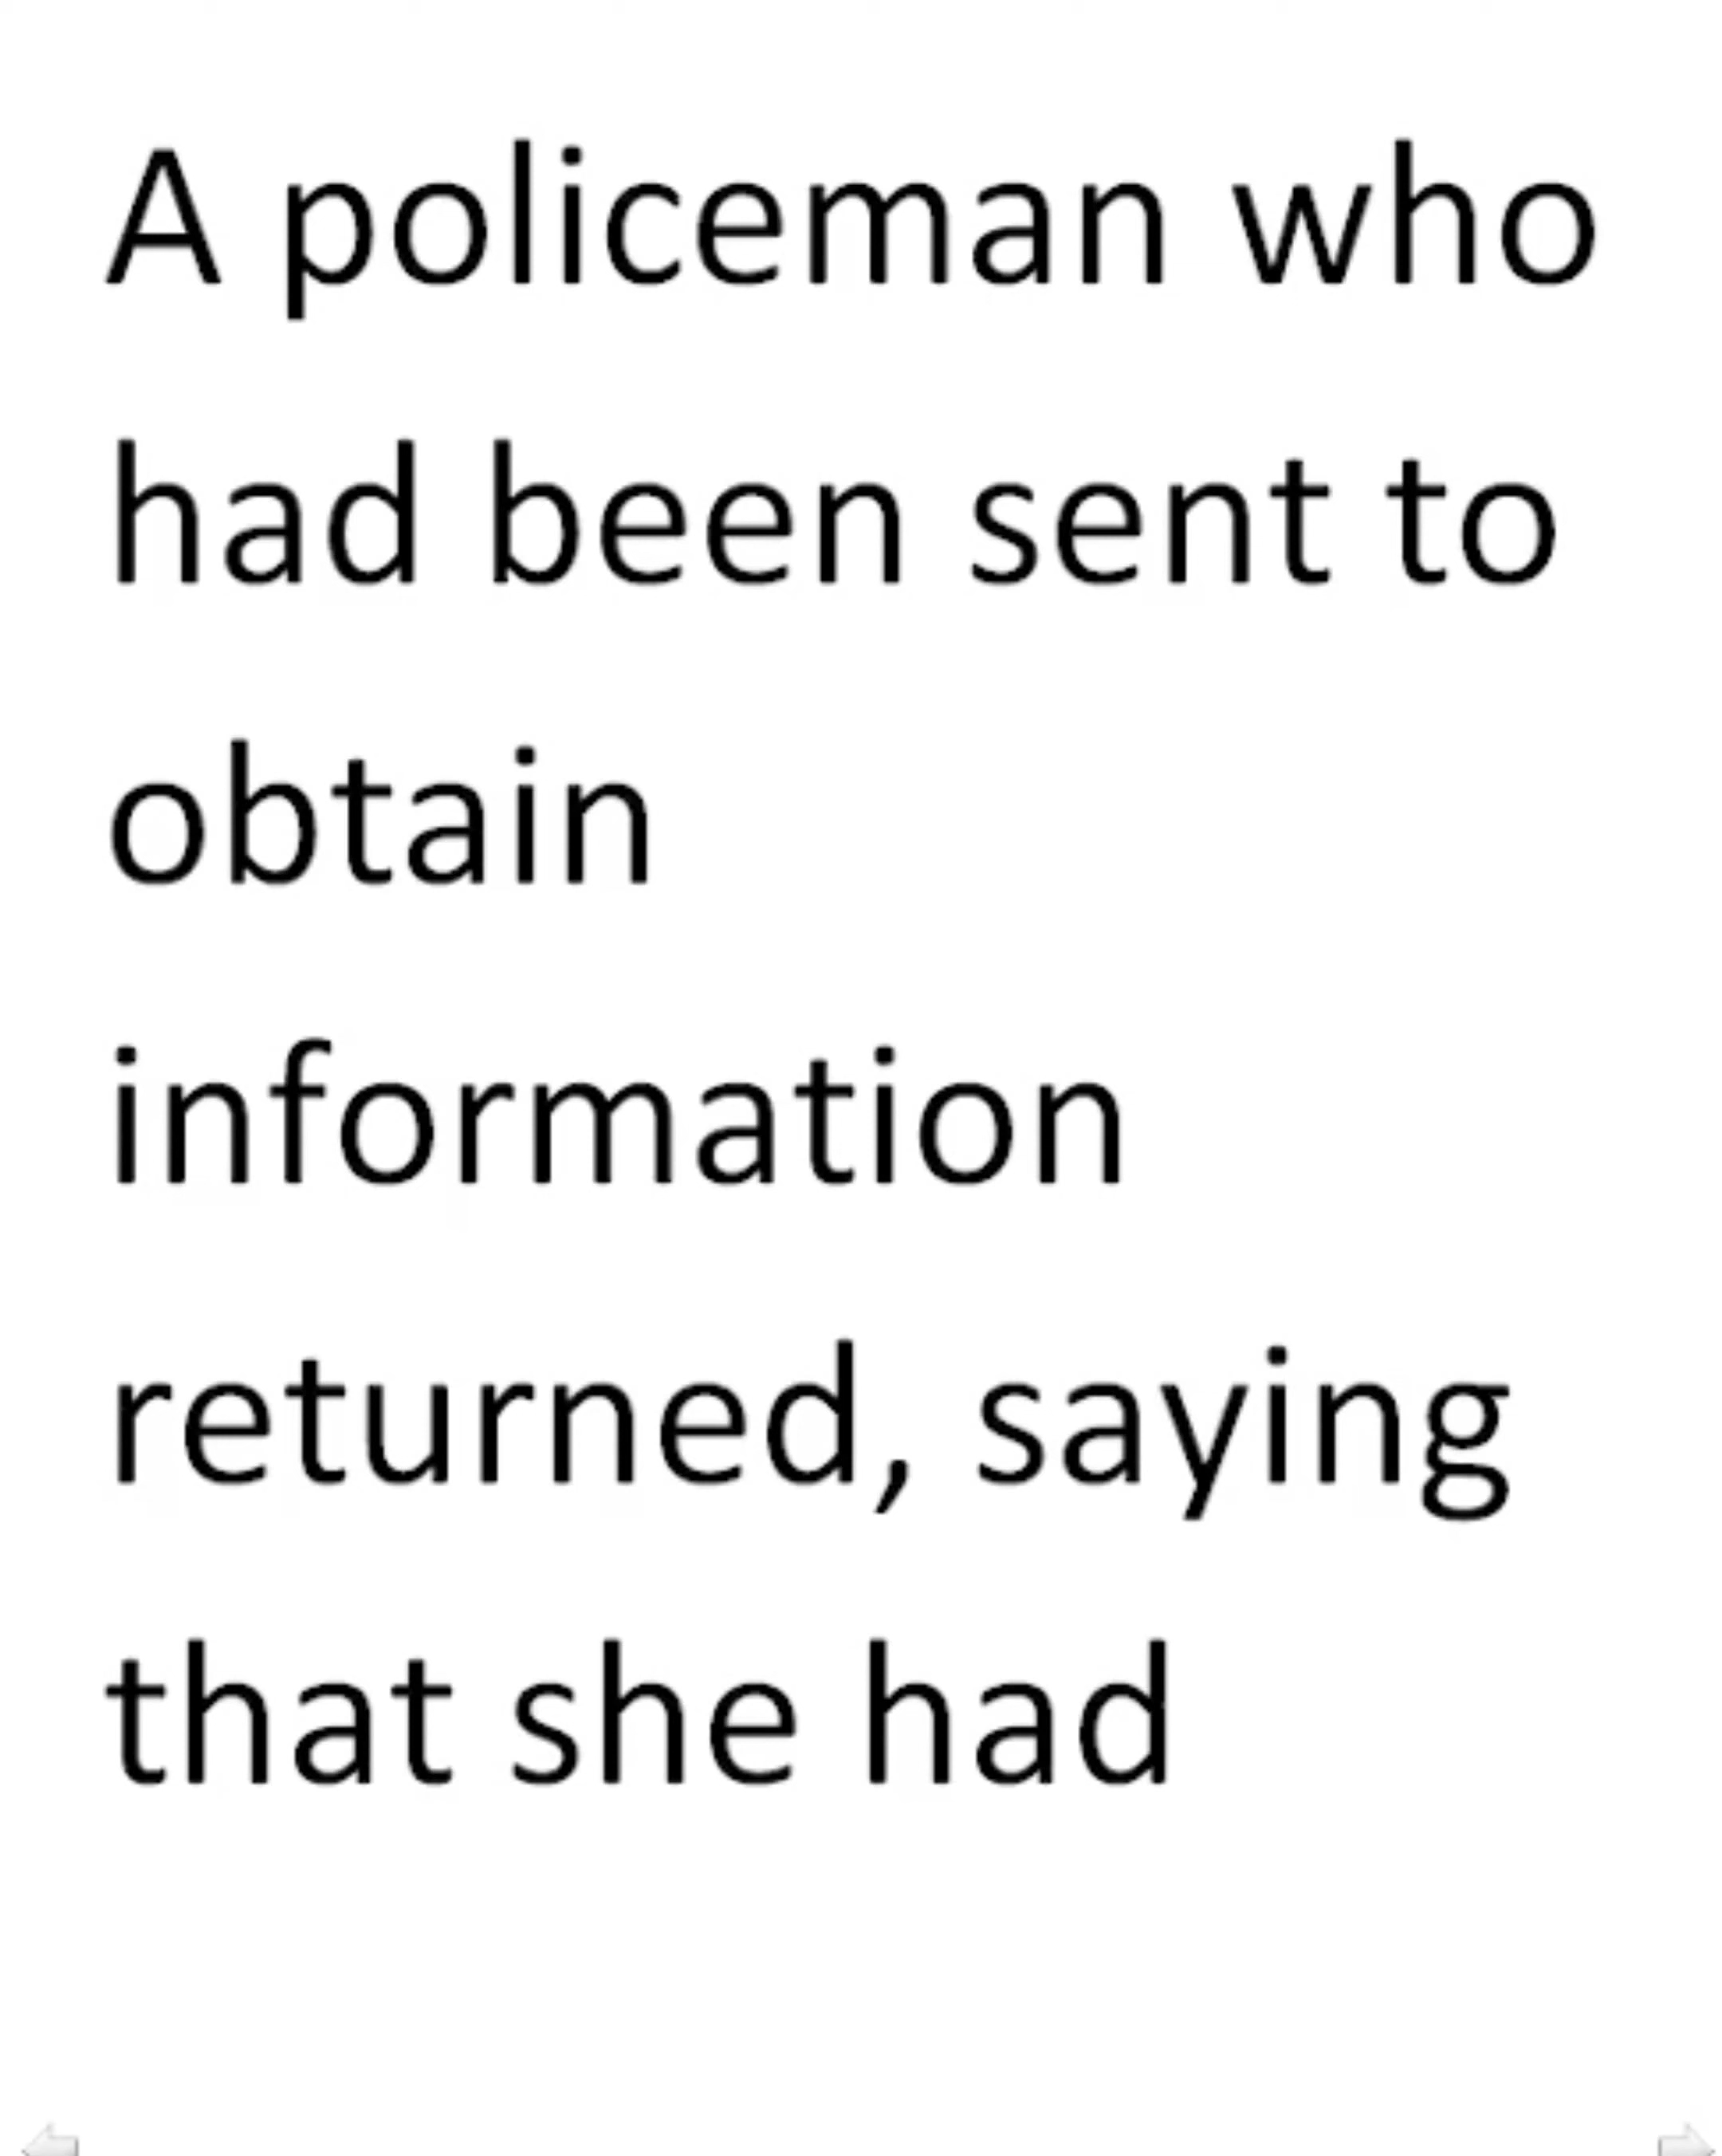 A policeman who
had been sent to
obtain
information
returned, saying
that she had